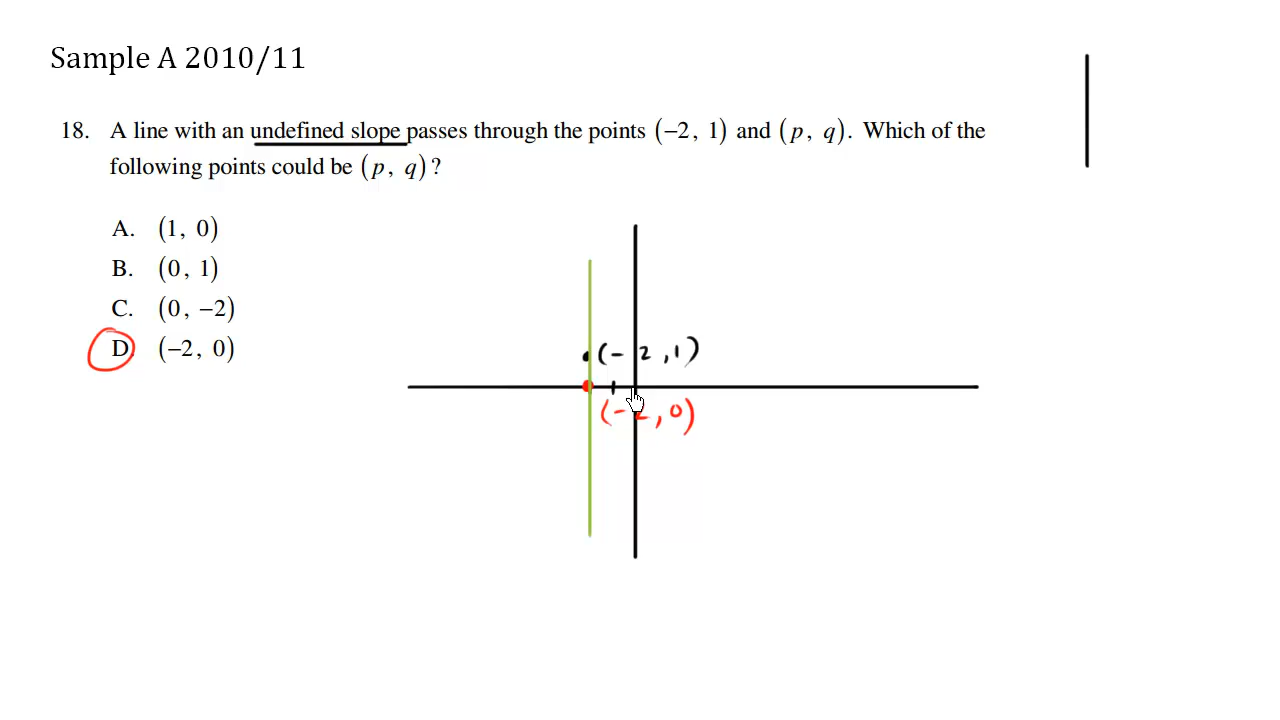 Sample A 2010/11
18. A line with an undefined slope passes through the points (−2, 1) and (p, q). Which of the
following points could be (p, q)?
A. (1, 0)
B. (0, 1)
C. (0, −2)
D. (−2, 0)
(-2,1)
(-2,0)